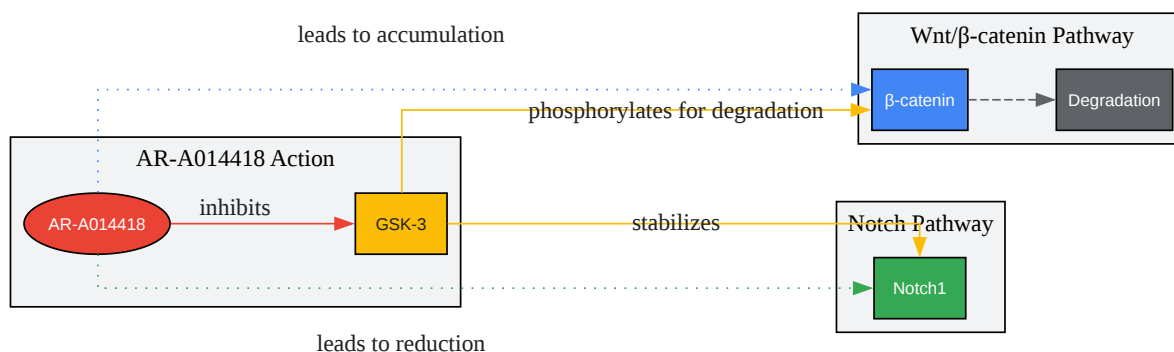 leads to accumulation
Wnt/β-catenin Pathway
β-catenin
Degradation
phosphorylates for degradation
AR-A014418 Action
AR-A014418
inhibits
GSK-3
stabilizes
Notch Pathway
Notch1
leads to reduction